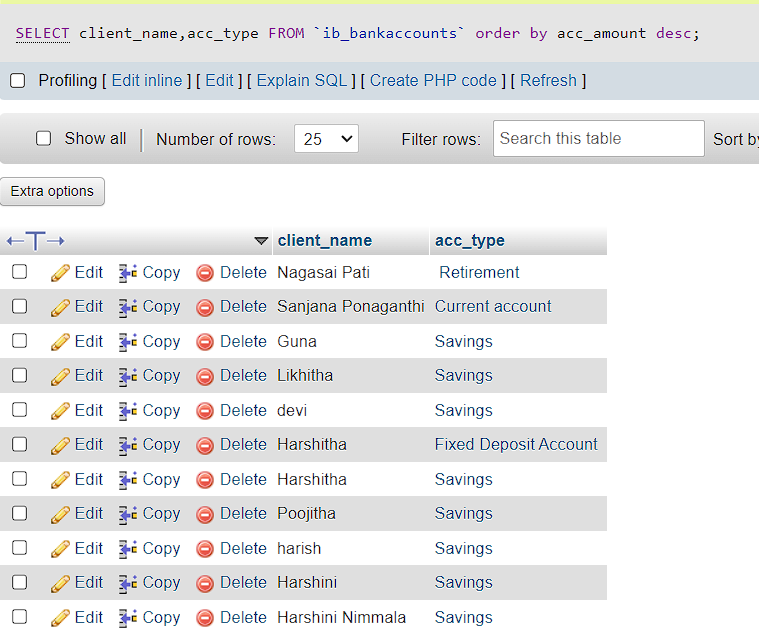 SELECT client_name,acc_type FROM `ib_bankaccounts` order by acc_amount desc;
Profiling [ Edit inline ] [ Edit ] [ Explain SQL ] [ Create PHP code ] [ Refresh ]
Show all | Number of rows: 25 Filter rows: Search this table Sort by
Extra options
←T→ client_name acc_type
Edit Copy Delete Nagasai Pati Retirement
Edit Copy Delete Sanjana Ponaganthi Current account
Edit Copy Delete Guna Savings
Edit Copy Delete Likhitha Savings
Edit Copy Delete devi Savings
Edit Copy Delete Harshitha Fixed Deposit Account
Edit Copy Delete Harshitha Savings
Edit Copy Delete Poojitha Savings
Edit Copy Delete harish Savings
Edit Copy Delete Harshini Savings
Edit Copy Delete Harshini Nimmala Savings